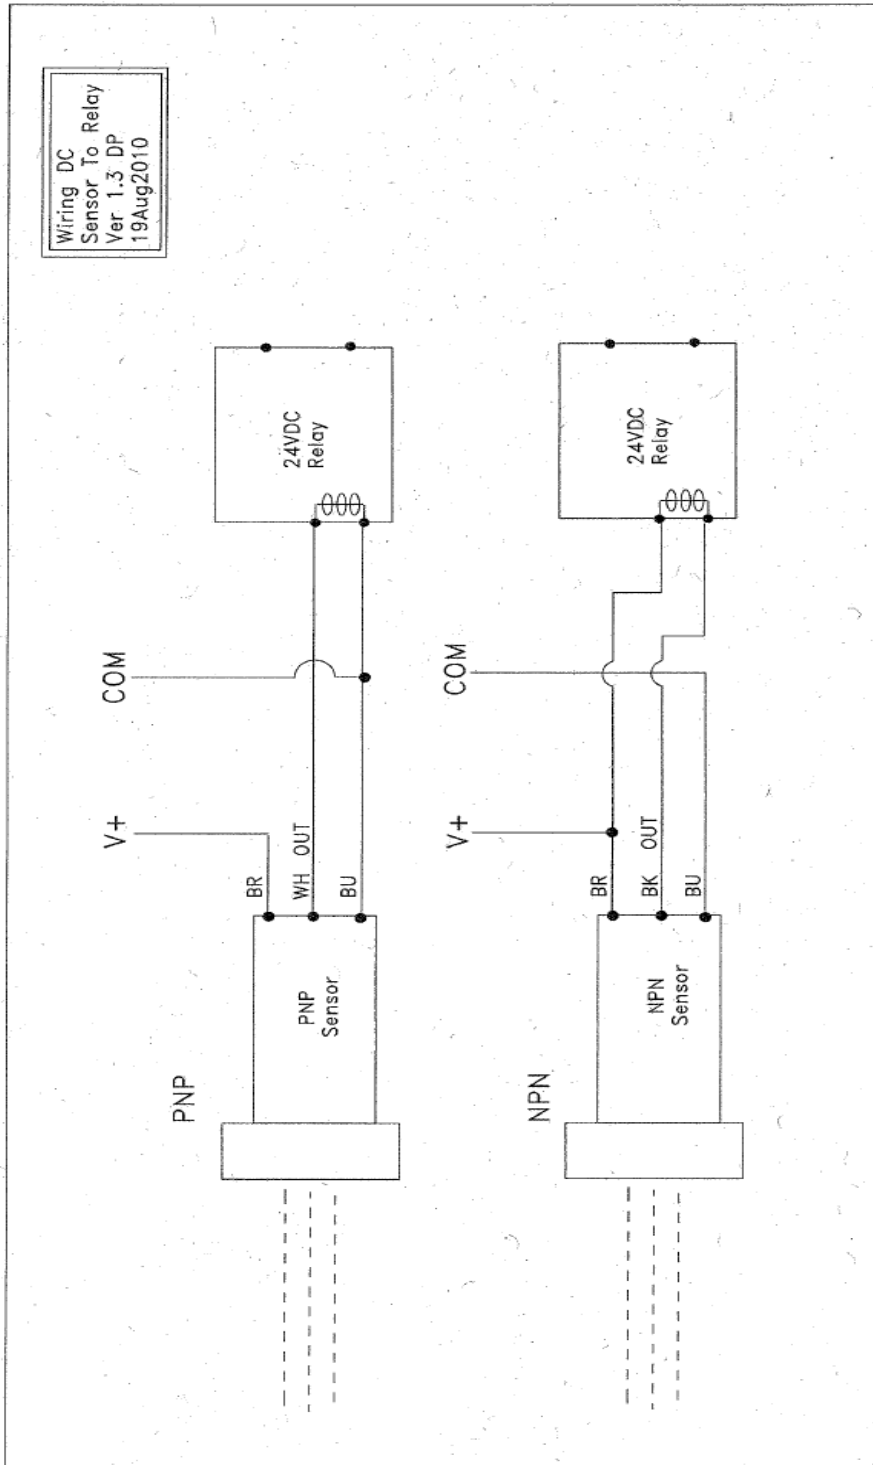 Wiring DC
Sensor To Relay
Ver 1.3 DP
19Aug2010
PNP
PNP
Sensor
BR
WH OUT
BU
V+
COM
24VDC
Relay
NPN
NPN
Sensor
BR
BK OUT
BU
V+
COM
24VDC
Relay